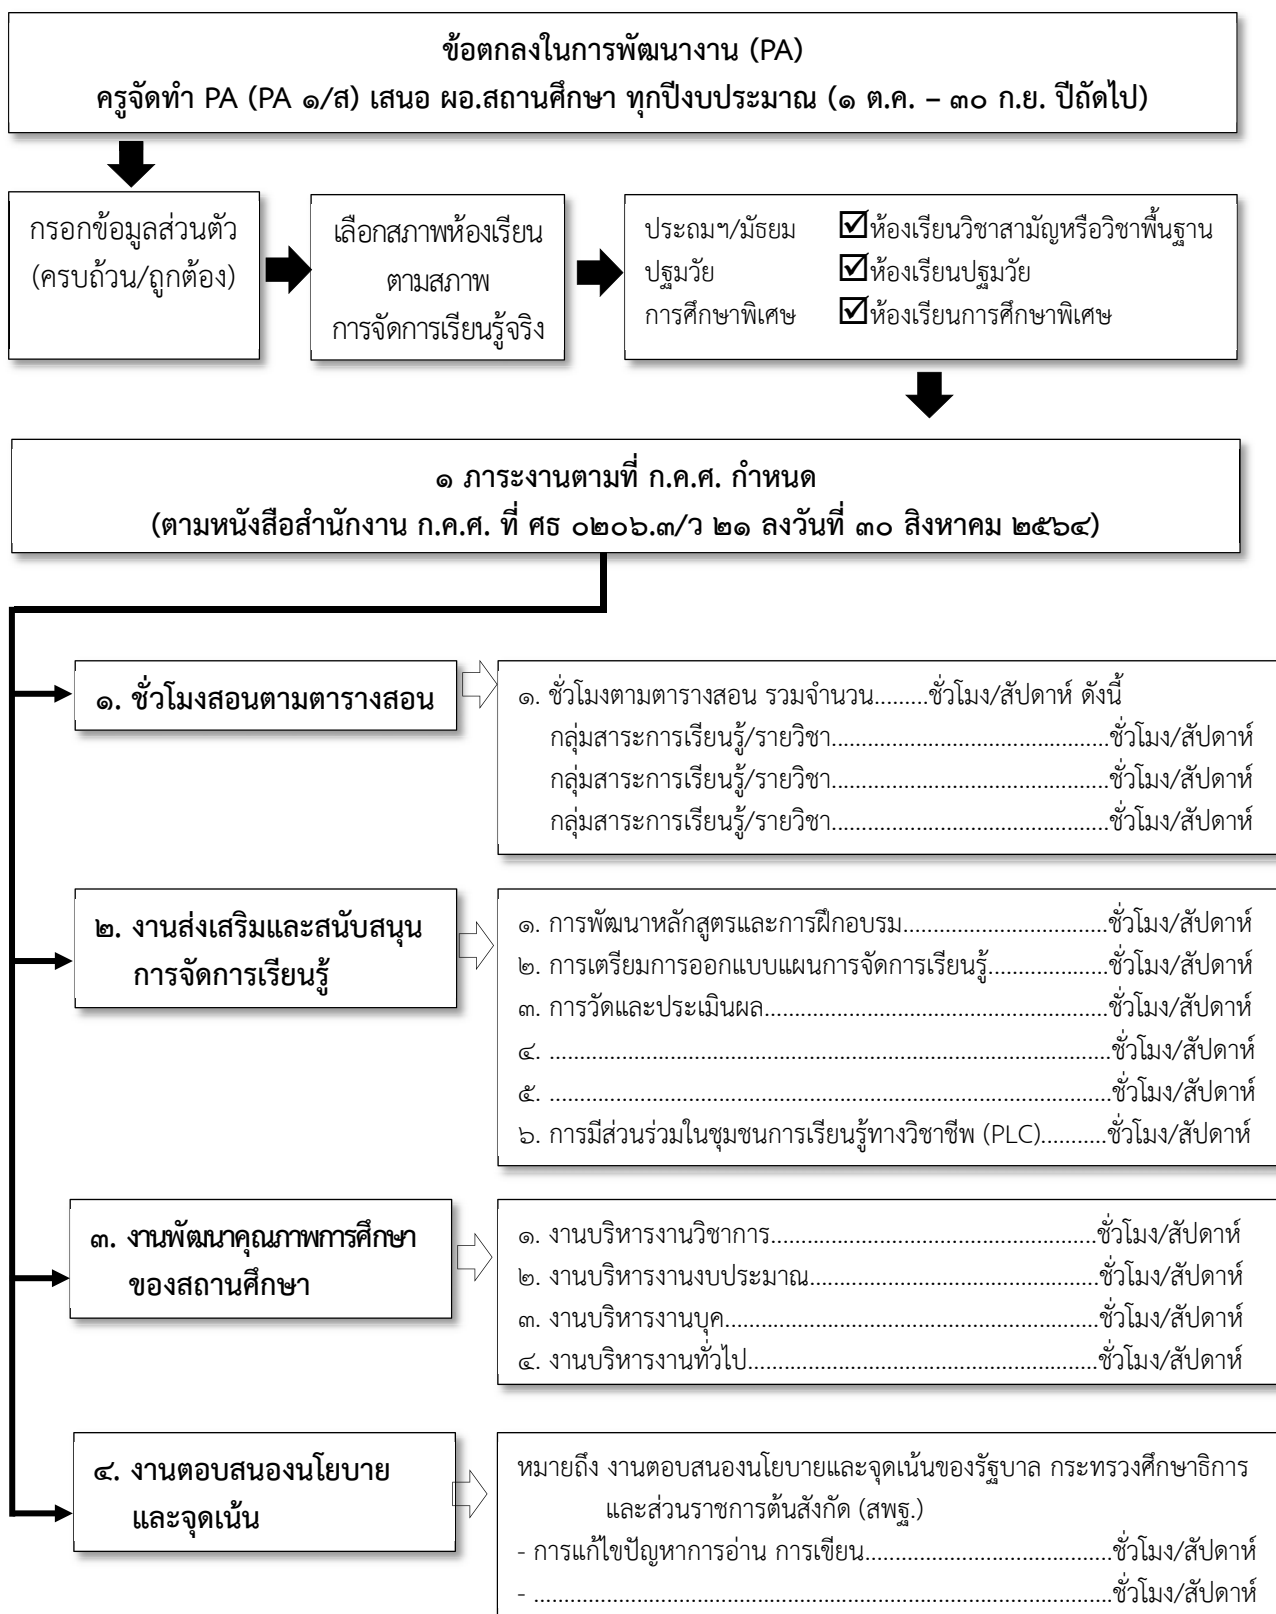 ข้อตกลงในการพัฒนางาน (PA)
ครูจัดทำ PA (PA ๑/ส) เสนอ ผอ.สถานศึกษา ทุกปีงบประมาณ (๑ ต.ค. – ๓๐ ก.ย. ปีถัดไป)
กรอกข้อมูลส่วนตัว
(ครบถ้วน/ถูกต้อง)
เลือกสภาพห้องเรียน
ตามสภาพ
การจัดการเรียนรู้จริง
ประถมฯ/มัธยม ☑ห้องเรียนวิชาสามัญหรือวิชาพื้นฐาน
ปฐมวัย ☑ห้องเรียนปฐมวัย
การศึกษาพิเศษ ☑ห้องเรียนการศึกษาพิเศษ
๑ ภาระงานตามที่ ก.ค.ศ. กำหนด
(ตามหนังสือสำนักงาน ก.ค.ศ. ที่ ศธ ๐๒๐๖.๓/ว ๒๑ ลงวันที่ ๓๐ สิงหาคม ๒๕๖๔)
๑. ชั่วโมงสอนตามตารางสอน
๑. ชั่วโมงตามตารางสอน รวมจำนวน.........ชั่วโมง/สัปดาห์ ดังนี้
กลุ่มสาระการเรียนรู้/รายวิชา...............................................ชั่วโมง/สัปดาห์
กลุ่มสาระการเรียนรู้/รายวิชา...............................................ชั่วโมง/สัปดาห์
กลุ่มสาระการเรียนรู้/รายวิชา...............................................ชั่วโมง/สัปดาห์
๒. งานส่งเสริมและสนับสนุน
การจัดการเรียนรู้
๑. การพัฒนาหลักสูตรและการฝึกอบรม...................................ชั่วโมง/สัปดาห์
๒. การเตรียมการออกแบบแผนการจัดการเรียนรู้....................ชั่วโมง/สัปดาห์
๓. การวัดและประเมินผล..........................................................ชั่วโมง/สัปดาห์
๔. ...............................................................................................ชั่วโมง/สัปดาห์
๕. ...............................................................................................ชั่วโมง/สัปดาห์
๖. การมีส่วนร่วมในชุมชนการเรียนรู้ทางวิชาชีพ (PLC)...........ชั่วโมง/สัปดาห์
๓. งานพัฒนาคุณภาพการศึกษา
ของสถานศึกษา
๑. งานบริหารงานวิชาการ.......................................................ชั่วโมง/สัปดาห์
๒. งานบริหารงานงบประมาณ.................................................ชั่วโมง/สัปดาห์
๓. งานบริหารงานบุค...............................................................ชั่วโมง/สัปดาห์
๔. งานบริหารงานทั่วไป...........................................................ชั่วโมง/สัปดาห์
๔. งานตอบสนองนโยบาย
และจุดเน้น
หมายถึง งานตอบสนองนโยบายและจุดเน้นของรัฐบาล กระทรวงศึกษาธิการ
และส่วนราชการต้นสังกัด (สพฐ.)
- การแก้ไขปัญหาการอ่าน การเขียน..........................................ชั่วโมง/สัปดาห์
- ..................................................................................................ชั่วโมง/สัปดาห์